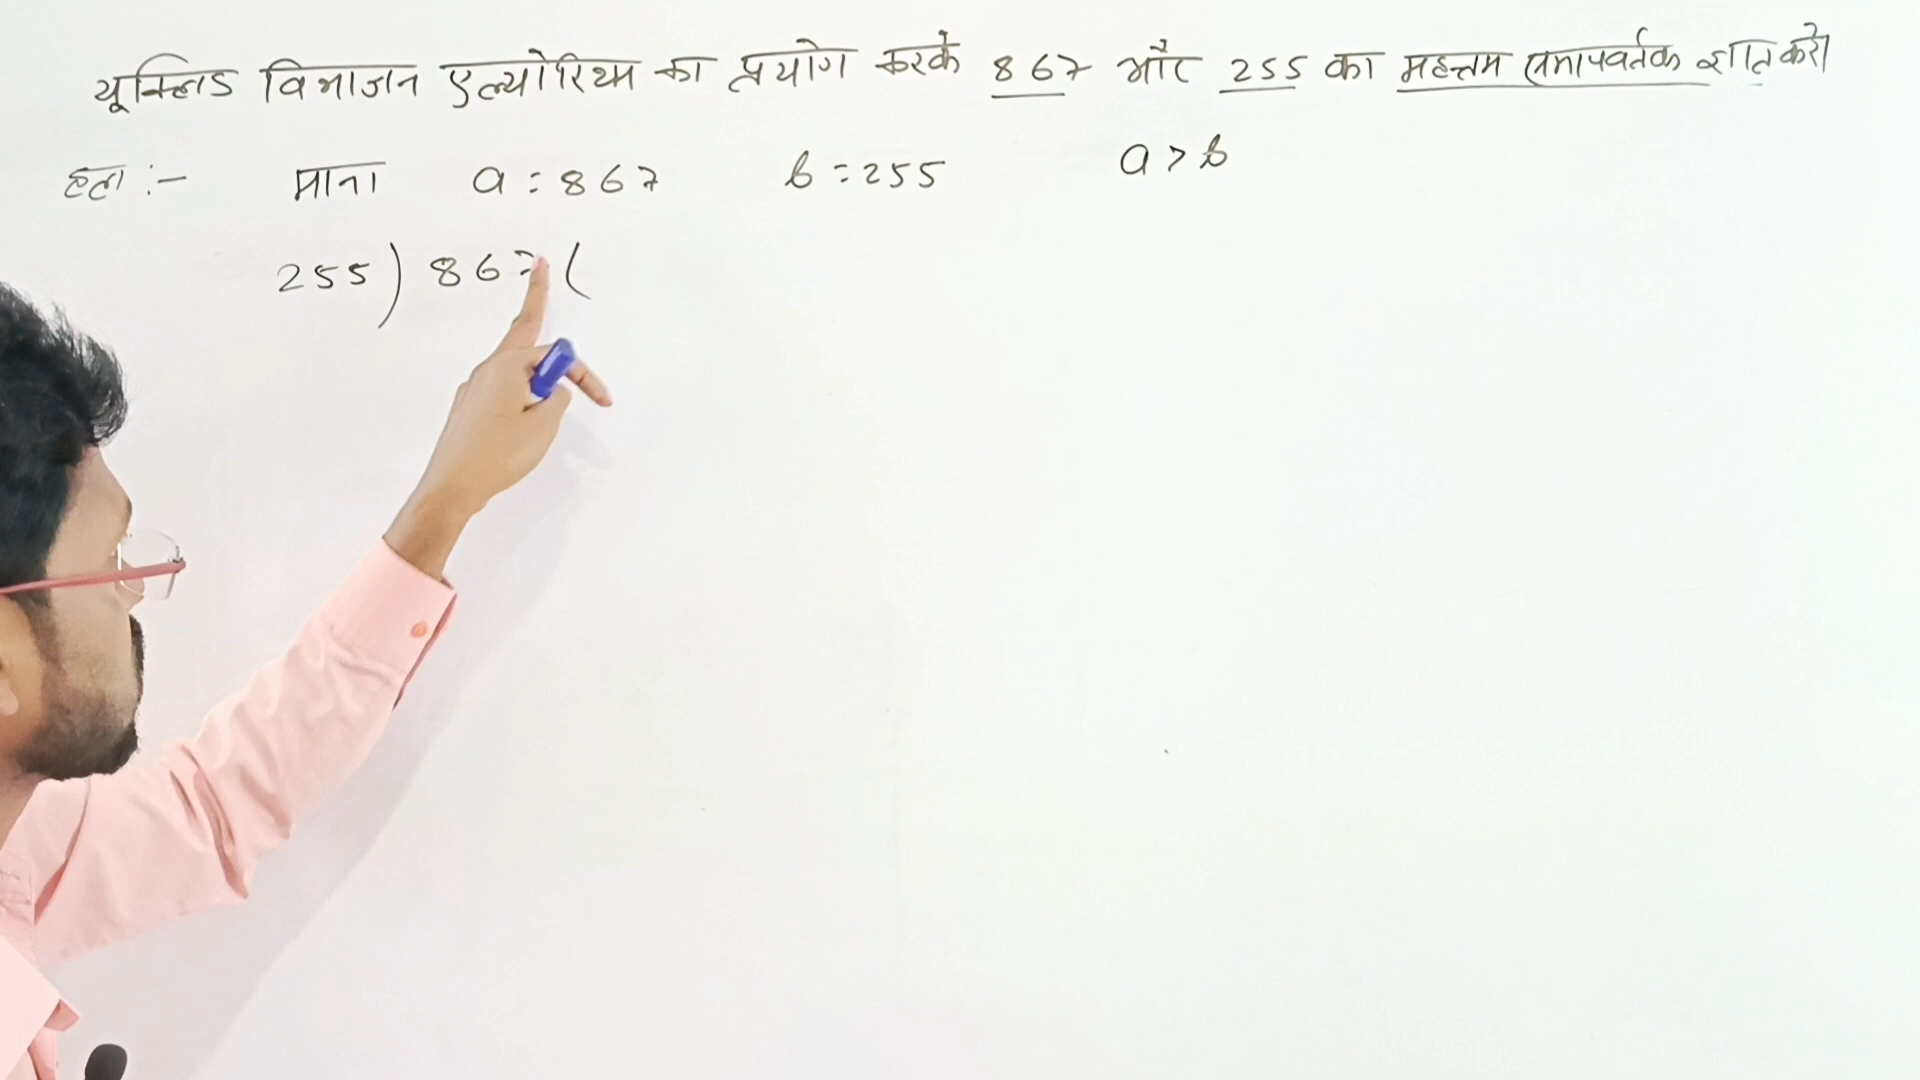 यूक्लिड विभाजन एल्गोरिथ्म का प्रयोग करके 867 और 255 का महत्तम समापवर्तक ज्ञात करो।
हल :- माना a = 867 b = 255 a > b
255 ) 867 (